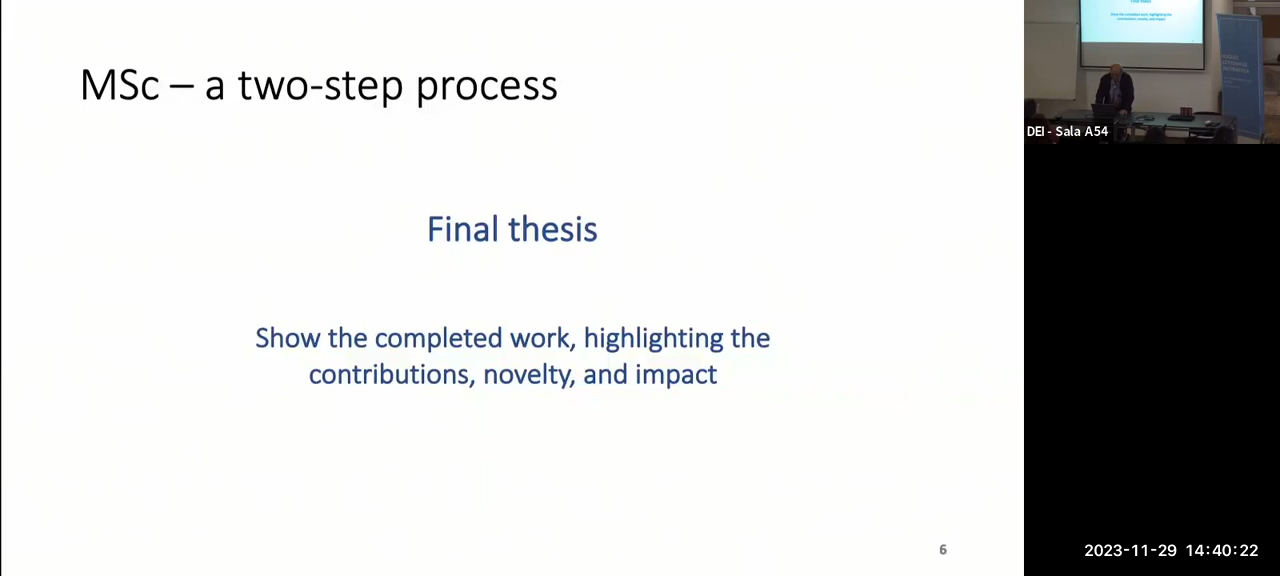 MSc – a two-step process
Final thesis
Show the completed work, highlighting the
contributions, novelty, and impact
6
DEI - Sala A54
2023-11-29 14:40:22